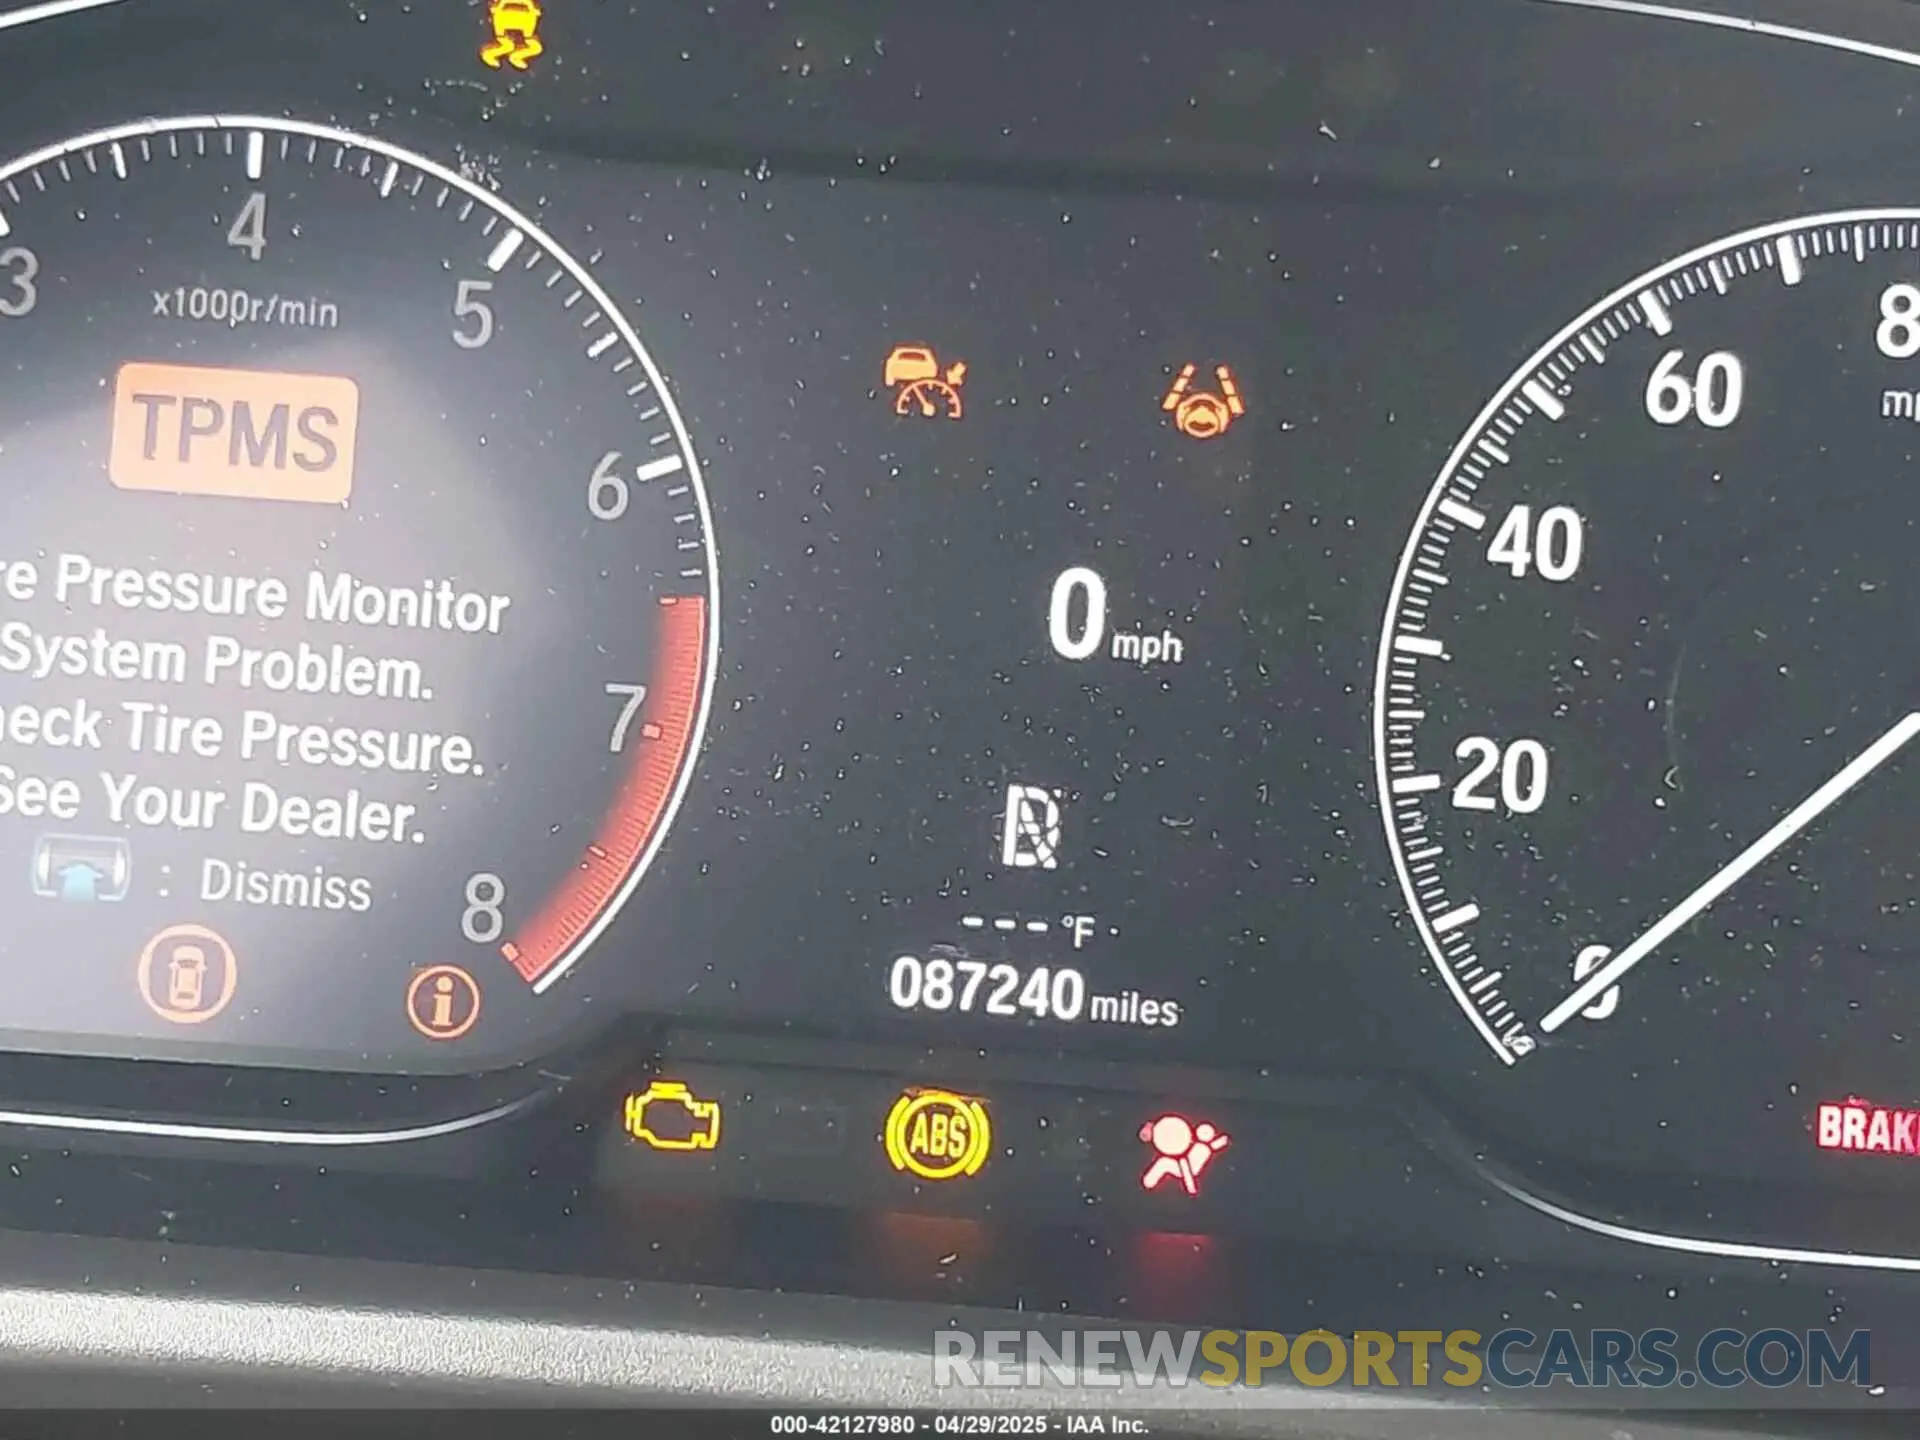 3
4
5
6
7
8
x1000r/min
TPMS
re Pressure Monitor
System Problem.
eck Tire Pressure.
See Your Dealer.
: Dismiss
i
0 mph
R
--- °F
087240 miles
8
60
40
20
0
ABS
BRAK
RENEWSPORTSCARS.COM
000-42127980 - 04/29/2025 - IAA Inc.